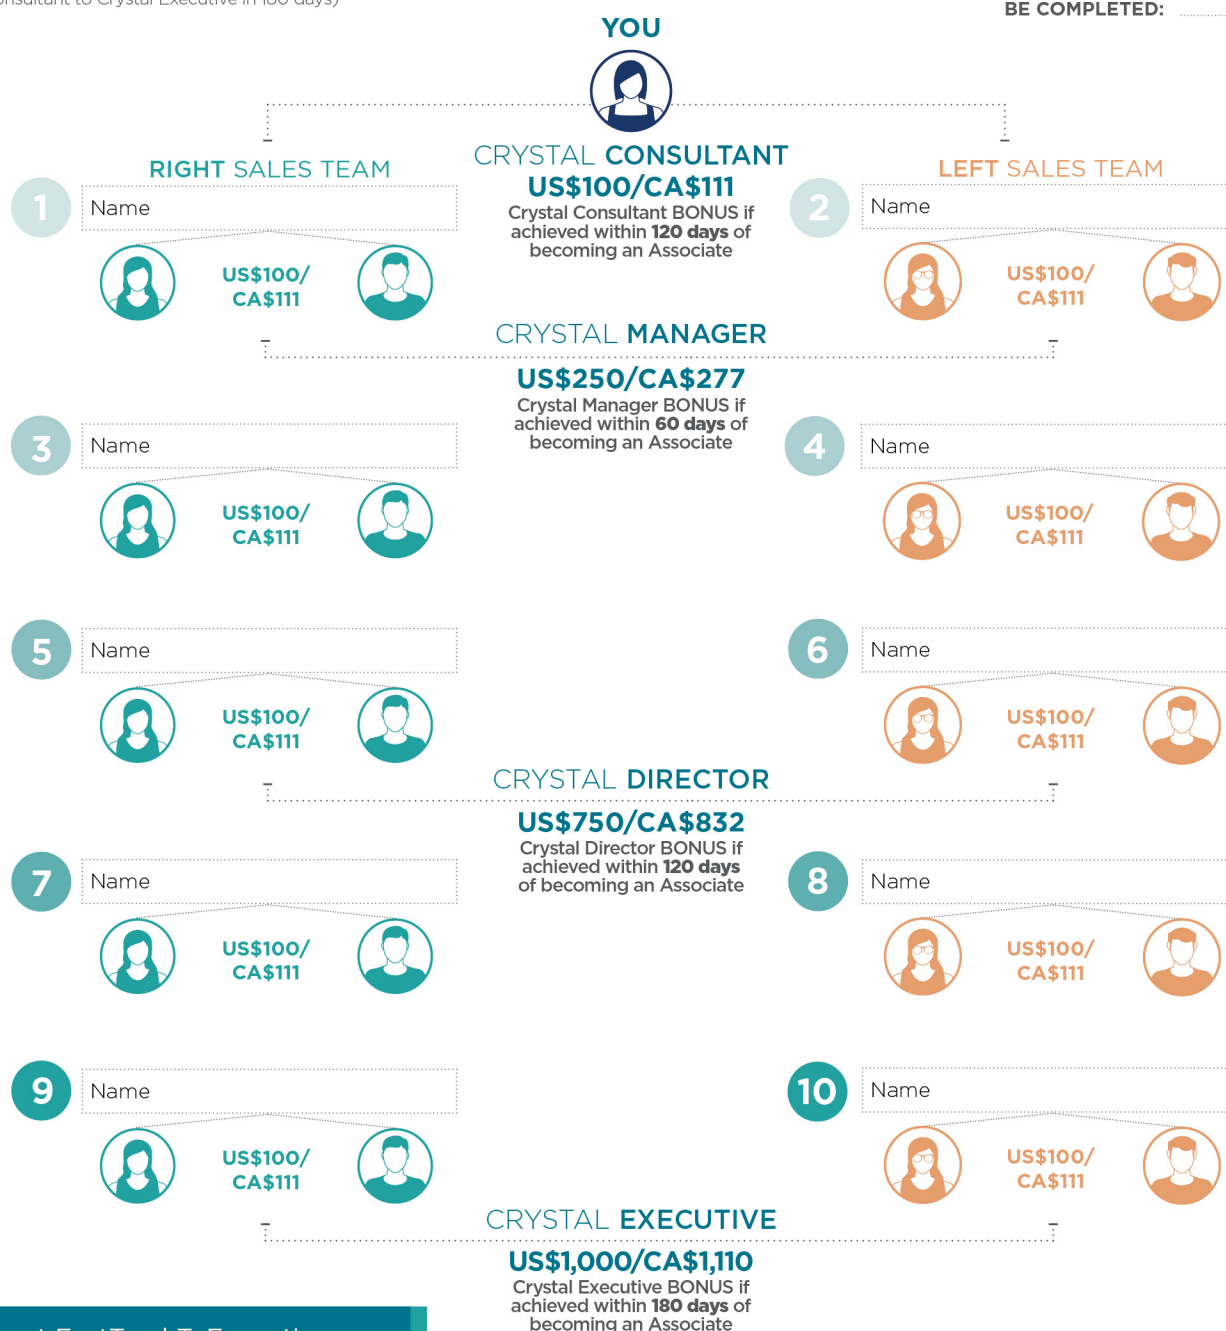 onsultant to Crystal Executive in 180 days)
BE COMPLETED:
YOU
CRYSTAL CONSULTANT
US$100/CA$111
Crystal Consultant BONUS if
achieved within 120 days of
becoming an Associate
RIGHT SALES TEAM
LEFT SALES TEAM
1
Name
US$100/
CA$111
2
Name
US$100/
CA$111
CRYSTAL MANAGER
US$250/CA$277
Crystal Manager BONUS if
achieved within 60 days of
becoming an Associate
3
Name
US$100/
CA$111
4
Name
US$100/
CA$111
5
Name
US$100/
CA$111
6
Name
US$100/
CA$111
CRYSTAL DIRECTOR
US$750/CA$832
Crystal Director BONUS if
achieved within 120 days
of becoming an Associate
7
Name
US$100/
CA$111
8
Name
US$100/
CA$111
9
Name
US$100/
CA$111
10
Name
US$100/
CA$111
CRYSTAL EXECUTIVE
US$1,000/CA$1,110
Crystal Executive BONUS if
achieved within 180 days of
becoming an Associate